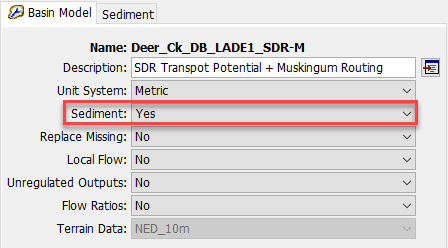 Basin Model Sediment
Name: Deer_Ck_DB_LADE1_SDR-M
Description: SDR Transpot Potential + Muskingum Routing
Unit System: Metric
Sediment: Yes
Replace Missing: No
Local Flow: No
Unregulated Outputs: No
Flow Ratios: No
Terrain Data: NED_10m